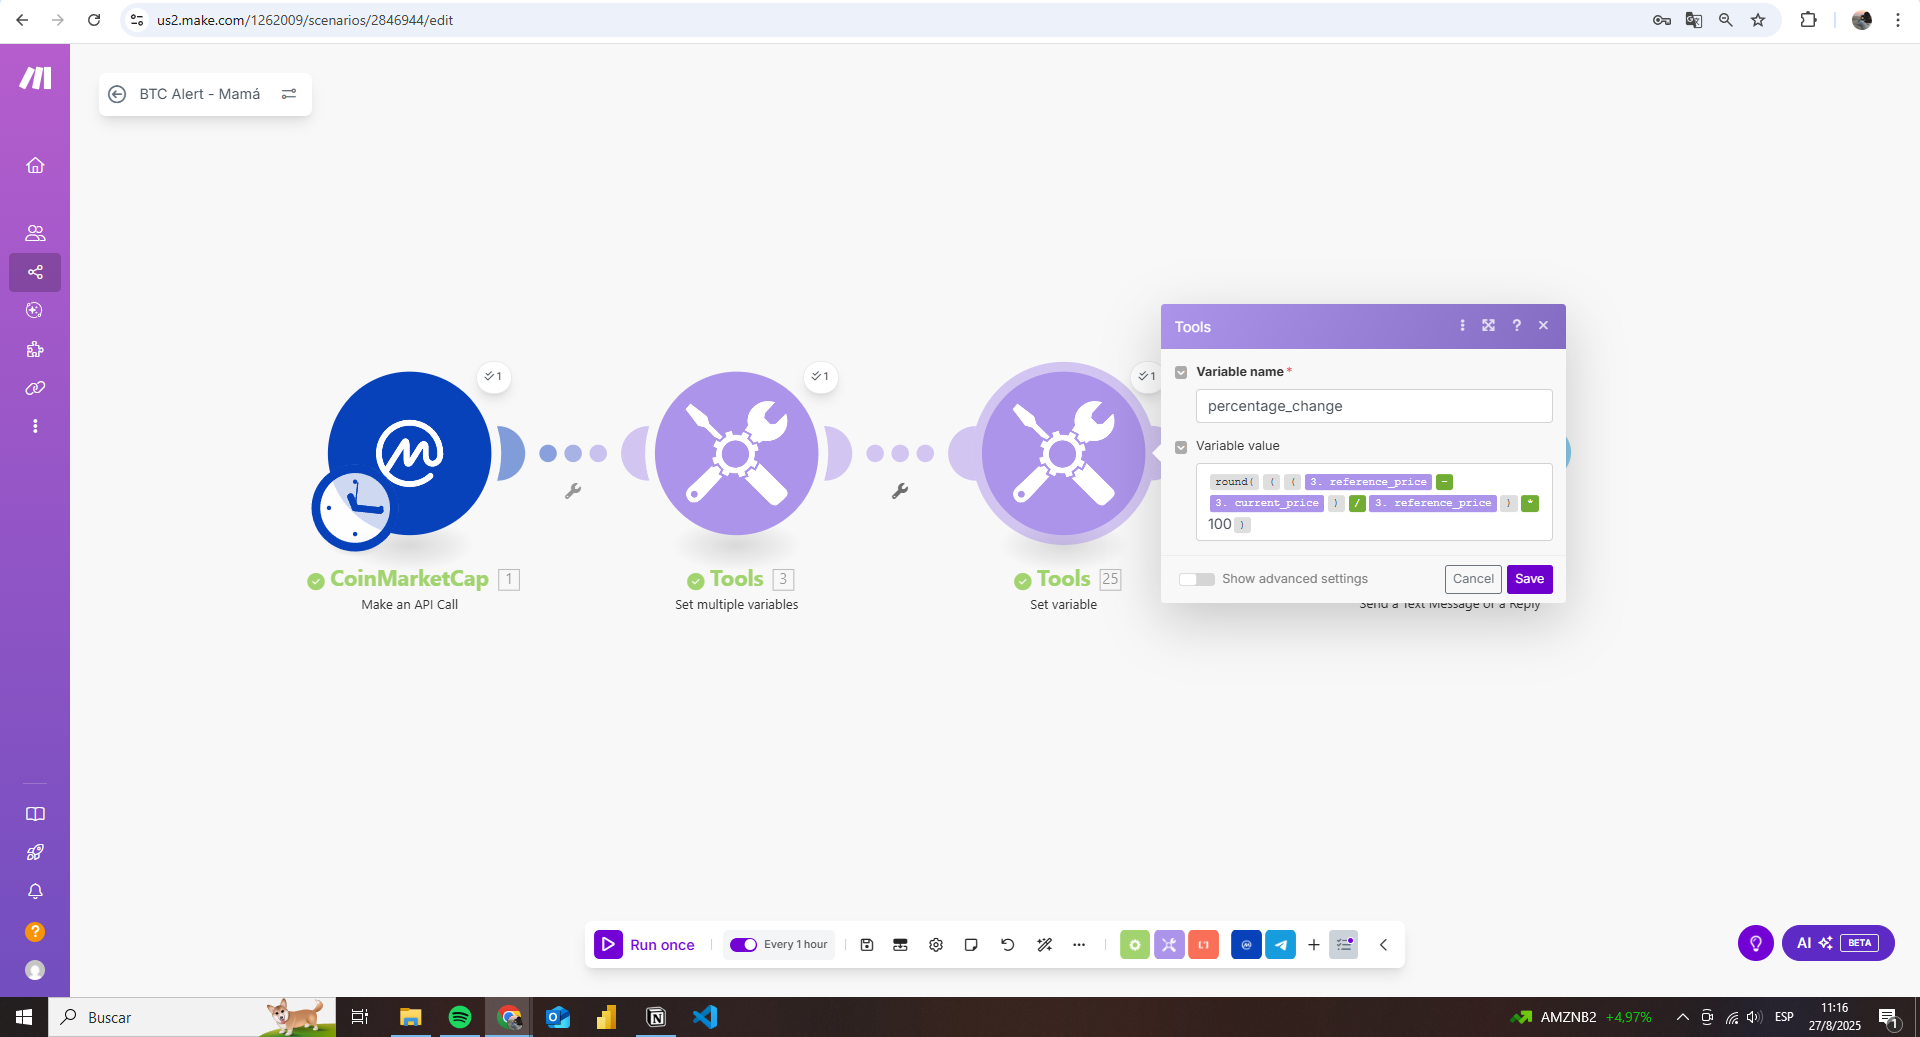 us2.make.com/1262009/scenarios/2846944/edit
BTC Alert - Mamá
Tools
Variable name *
percentage_change
Variable value
round( ( ( 3. reference_price -
3. current_price ) / 3. reference_price ) *
100 )
Show advanced settings
Cancel
Save
1
1
1
CoinMarketCap 1
Make an API Call
Tools 3
Set multiple variables
Tools 25
Set variable
Send a Text Message or a Reply
Run once
Every 1 hour
AI
BETA
Buscar
AMZNB2 +4,97%
ESP
11:16
27/8/2025
1